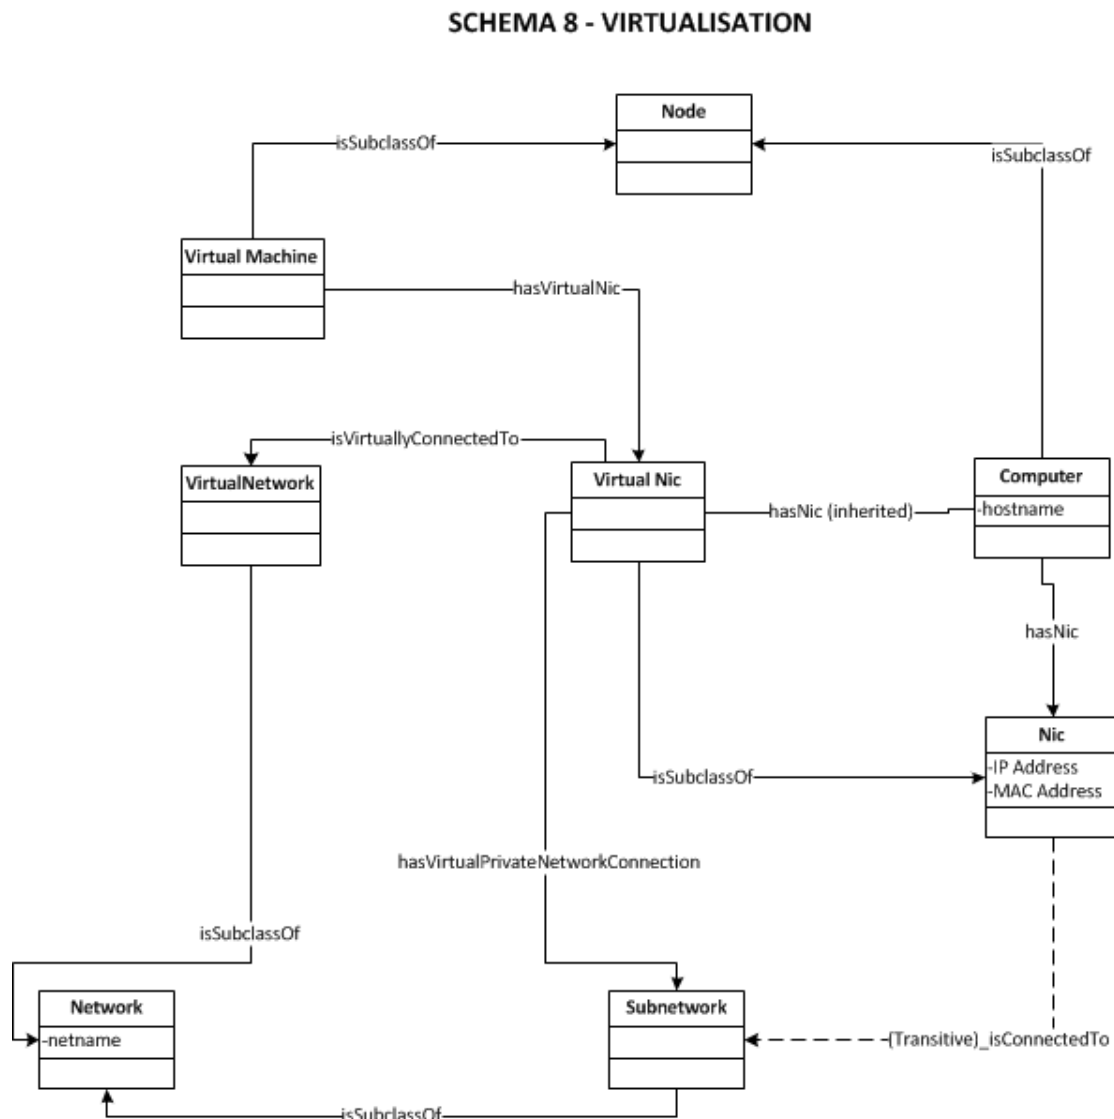 SCHEMA 8 - VIRTUALISATION
Node
isSubclassOf
isSubclassOf
Virtual Machine
hasVirtualNic
isVirtuallyConnectedTo
VirtualNetwork
Virtual Nic
Computer
-hostname
hasNic (inherited)
hasNic
Nic
-IP Address
-MAC Address
isSubclassOf
hasVirtualPrivateNetworkConnection
isSubclassOf
Network
-netname
Subnetwork
(Transitive)_isConnectedTo
isSubclassOf